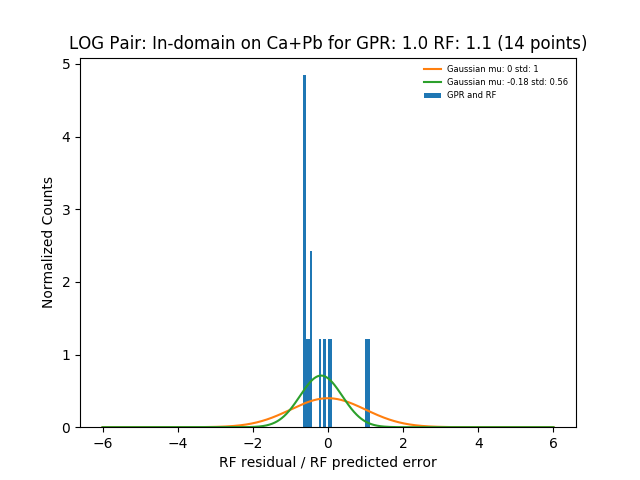 LOG Pair: In-domain on Ca+Pb for GPR: 1.0 RF: 1.1 (14 points)
Gaussian mu: 0 std: 1
Gaussian mu: -0.18 std: 0.56
GPR and RF
Normalized Counts
5
4
3
2
1
0
−6 −4 −2 0 2 4 6
RF residual / RF predicted error